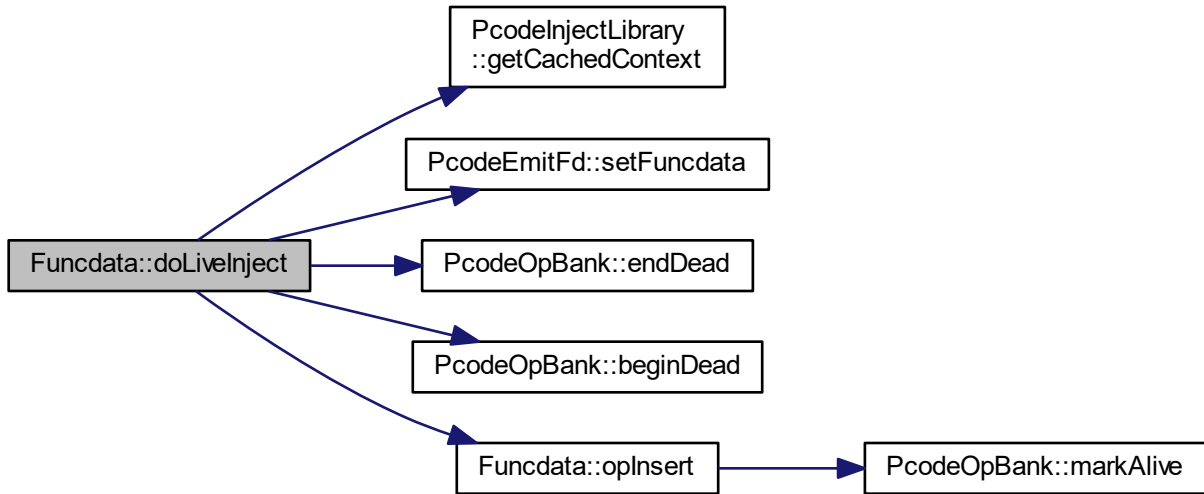 PcodeInjectLibrary
::getCachedContext
PcodeEmitFd::setFuncdata
Funcdata::doLiveInject
PcodeOpBank::endDead
PcodeOpBank::beginDead
Funcdata::opInsert
PcodeOpBank::markAlive